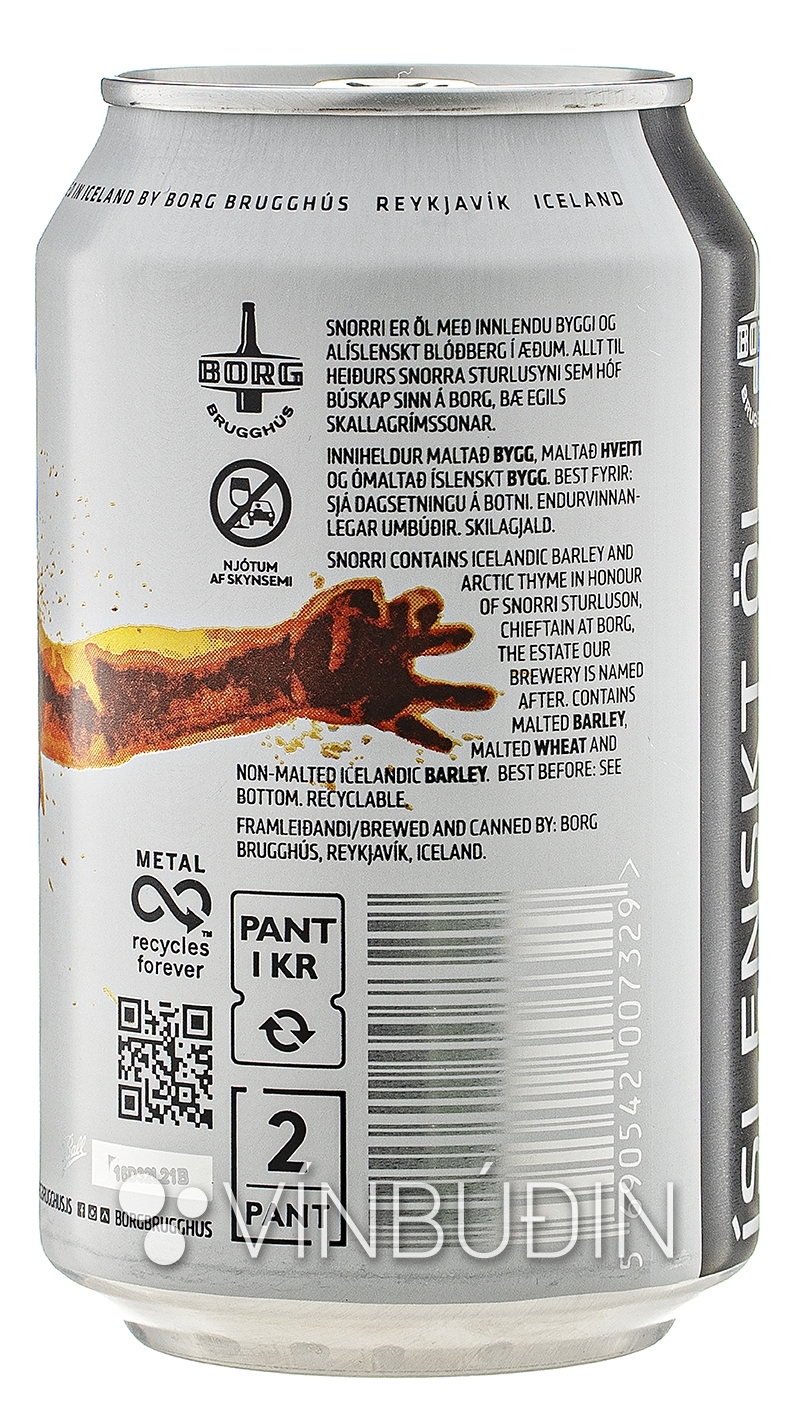 IN ICELAND BY BORG BRUGGHÚS REYKJAVÍK ICELAND
BORG
BRUGGHÚS
SNORRI ER ÖL MEÐ INNLENDU BYGGI OG
ALÍSLENSKT BLÓÐBERG Í ÆÐUM. ALLT TIL
HEIÐURS SNORRA STURLUSYNI SEM HÓF
BÚSKAP SINN Á BORG, BÆ EGILS
SKALLAGRÍMSSONAR.
INNIHELDUR MALTAÐ BYGG, MALTAÐ HVEITI
OG ÓMALTAÐ ÍSLENSKT BYGG. BEST FYRIR:
SJÁ DAGSETNINGU Á BOTNI. ENDURVINNAN-
LEGAR UMBÚÐIR. SKILAGJALD.
NJÓTUM
AF SKYNSEMI
SNORRI CONTAINS ICELANDIC BARLEY AND
ARCTIC THYME IN HONOUR
OF SNORRI STURLUSON,
CHIEFTAIN AT BORG,
THE ESTATE OUR
BREWERY IS NAMED
AFTER. CONTAINS
MALTED BARLEY,
MALTED WHEAT AND
NON-MALTED ICELANDIC BARLEY. BEST BEFORE: SEE
BOTTOM. RECYCLABLE.
FRAMLEIÐANDI/BREWED AND CANNED BY: BORG
BRUGGHÚS, REYKJAVÍK, ICELAND.
METAL
recycles
forever
TM
PANT
1 KR
2
PANT
5 690542 007329 >
Ball
BORGBRUGGHUS
ÍSLENSKT ÖL
VÍNBÚÐIN